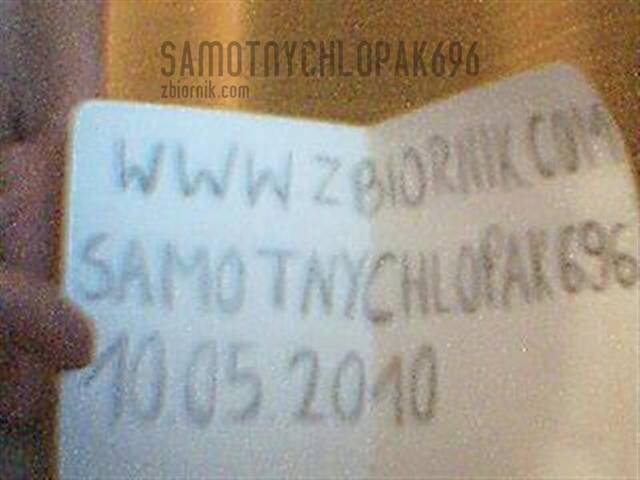 SAMOTNYCHLOPAK696
zbiornik.com
WWW ZBIORNIK COM
SAMOTNYCHLOPAK696
10 05 2010